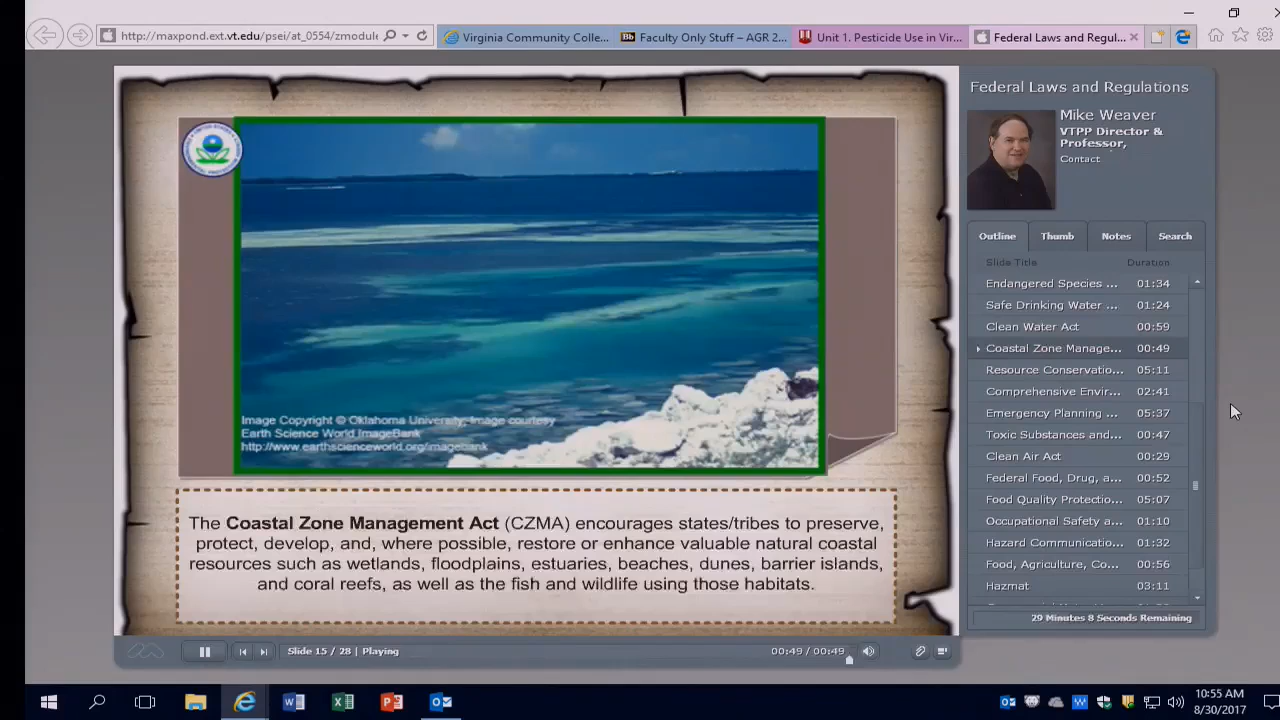 http://maxpond.ext.vt.edu/psei/at_0554/zmodule
Virginia Community Colle...
Faculty Only Stuff – AGR 2...
Unit 1. Pesticide Use in Vir...
Federal Laws and Regul...
Image Copyright © Oklahoma University, Image courtesy
Earth Science World ImageBank
http://www.earthscienceworld.org/imagebank
The Coastal Zone Management Act (CZMA) encourages states/tribes to preserve,
protect, develop, and, where possible, restore or enhance valuable natural coastal
resources such as wetlands, floodplains, estuaries, beaches, dunes, barrier islands,
and coral reefs, as well as the fish and wildlife using those habitats.
Slide 15 / 28 | Playing
00:49 / 00:49
Federal Laws and Regulations
Mike Weaver
VTPP Director &
Professor,
Contact
Outline Thumb Notes Search
Slide Title Duration
Endangered Species ... 01:34
Safe Drinking Water ... 01:24
Clean Water Act 00:59
Coastal Zone Manage... 00:49
Resource Conservatio... 05:11
Comprehensive Envir... 02:41
Emergency Planning ... 05:37
Toxic Substances and... 00:47
Clean Air Act 00:29
Federal Food, Drug, a... 00:52
Food Quality Protectio... 05:07
Occupational Safety a... 01:10
Hazard Communicatio... 01:32
Food, Agriculture, Co... 00:56
Hazmat 03:11
29 Minutes 8 Seconds Remaining
10:55 AM
8/30/2017